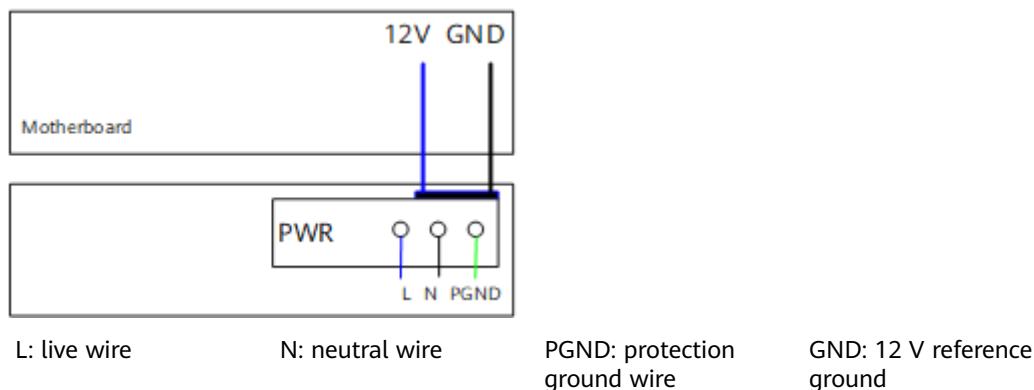 12V GND
Motherboard
PWR
L N PGND
L: live wire
N: neutral wire
PGND: protection
ground wire
GND: 12 V reference
ground